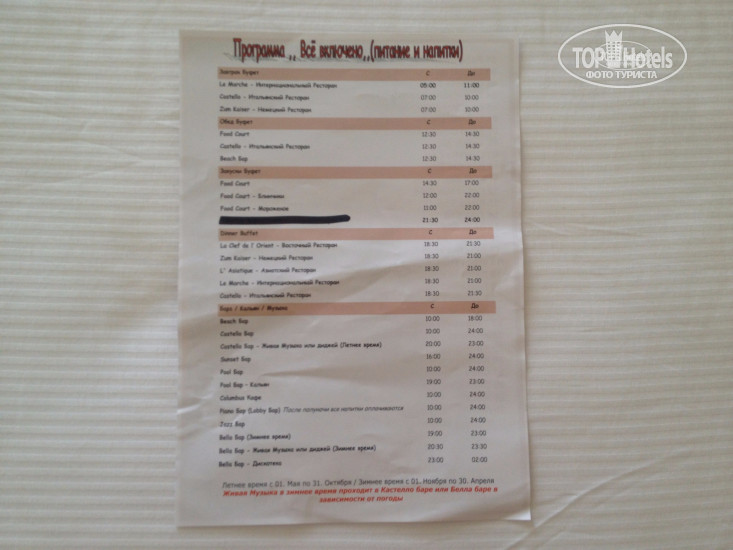 TOP Hotels
ФОТО ТУРИСТА
Программа ,, Всё включено,,(питание и напитки)
Завтрак Буфет С До
Le Marche - Интернациональный Ресторан 05:00 11:00
Castello - Итальянский Ресторан 07:00 10:00
Zum Kaiser - Немецкий Ресторан 07:00 10:00
Обед Буфет С До
Food Court 12:30 14:30
Castello - Итальянский Ресторан 12:30 14:30
Beach Бар 12:30 14:30
Закуски Буфет С До
Food Court 14:30 17:00
Food Court - Блинчики 12:00 22:00
Food Court - Мороженое 11:00 22:00
21:30 24:00
Dinner Buffet С До
La Clef de l' Orient - Восточный Ресторан 18:30 21:30
Zum Kaiser - Немецкий Ресторан 18:30 21:00
L' Asiatique - Азиатский Ресторан 18:30 21:00
Le Marche - Интернациональный Ресторан 18:30 21:00
Castello - Итальянский Ресторан 18:30 21:30
Бары / Кальян / Музыка С До
Beach Бар 10:00 18:00
Castello Бар 10:00 24:00
Castello Бар - Живая Музыка или диджей (Летнее время) 20:00 23:00
Sunset Бар 16:00 24:00
Pool Бар 10:00 24:00
Pool Бар - Кальян 19:00 23:00
Columbus Кафе 10:00 24:00
Piano Бар (Lobby Бар) После полуночи все напитки оплачиваются 10:00 24:00
Jazz Бар 10:00 24:00
Bella Бар (Зимнее время) 19:00 23:00
Bella Бар - Живая Музыка или диджей (Зимнее время) 20:30 23:30
Bella Бар - Дискотека 23:00 02:00
Летнее время с 01. Мая по 31. Октября / Зимнее время с 01. Ноября по 30. Апреля
Живая Музыка в зимнее время проходит в Кастелло баре или Белла баре в
зависимости от погоды